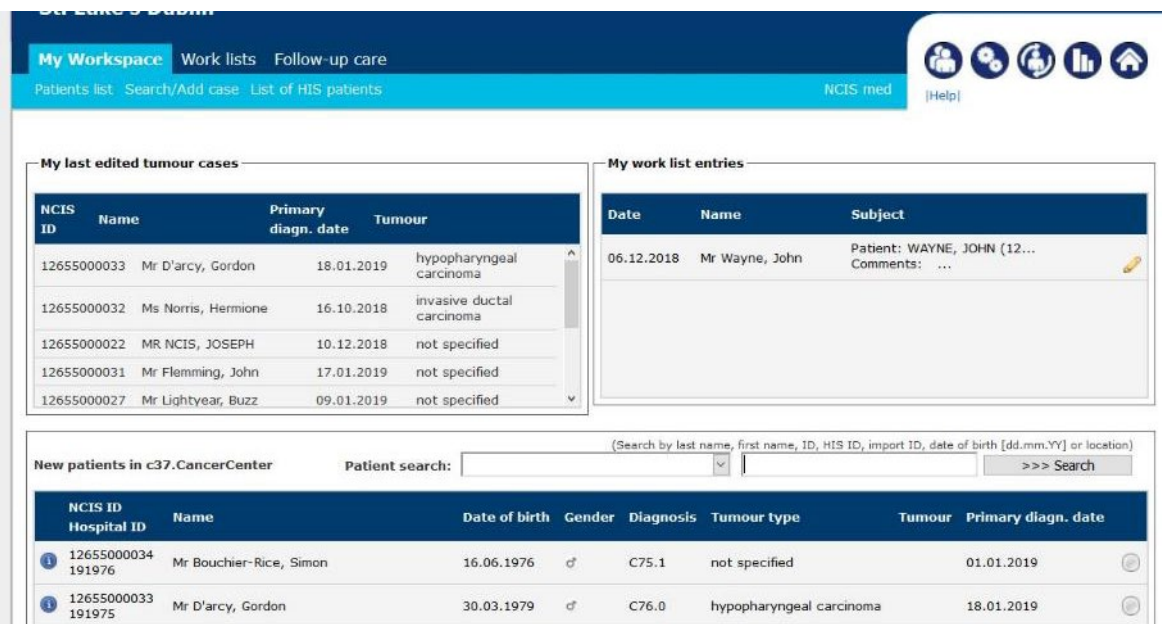 St. Luke's Dublin
My Workspace Work lists Follow-up care
Patients list Search/Add case List of HIS patients NCIS med |Help|
My last edited tumour cases
NCIS ID Name Primary diagn. date Tumour
12655000033 Mr D'arcy, Gordon 18.01.2019 hypopharyngeal carcinoma
12655000032 Ms Norris, Hermione 16.10.2018 invasive ductal carcinoma
12655000022 MR NCIS, JOSEPH 10.12.2018 not specified
12655000031 Mr Flemming, John 17.01.2019 not specified
12655000027 Mr Lightyear, Buzz 09.01.2019 not specified
My work list entries
Date Name Subject
06.12.2018 Mr Wayne, John Patient: WAYNE, JOHN (12...
Comments: ...
(Search by last name, first name, ID, HIS ID, import ID, date of birth [dd.mm.YY] or location)
New patients in c37.CancerCenter Patient search: >>> Search
NCIS ID
Hospital ID Name Date of birth Gender Diagnosis Tumour type Tumour Primary diagn. date
12655000034
191976 Mr Bouchier-Rice, Simon 16.06.1976 ♂ C75.1 not specified 01.01.2019
12655000033
191975 Mr D'arcy, Gordon 30.03.1979 ♂ C76.0 hypopharyngeal carcinoma 18.01.2019